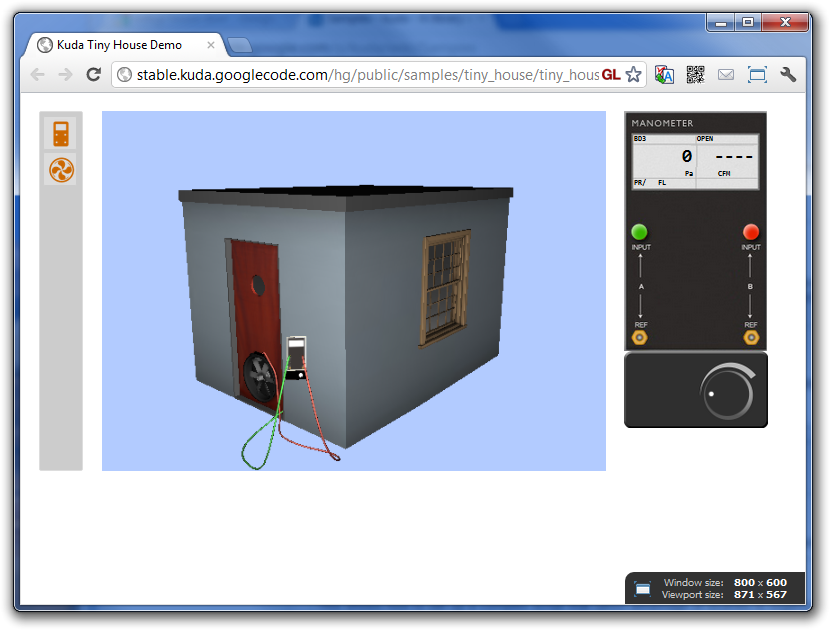 Kuda Tiny House Demo
stable.kuda.googlecode.com/hg/public/samples/tiny_house/tiny_hous GL
MANOMETER
BD3 OPEN
0 ----
Pa CFM
PR/ FL
INPUT INPUT
A B
REF REF
Window size: 800 x 600
Viewport size: 871 x 567